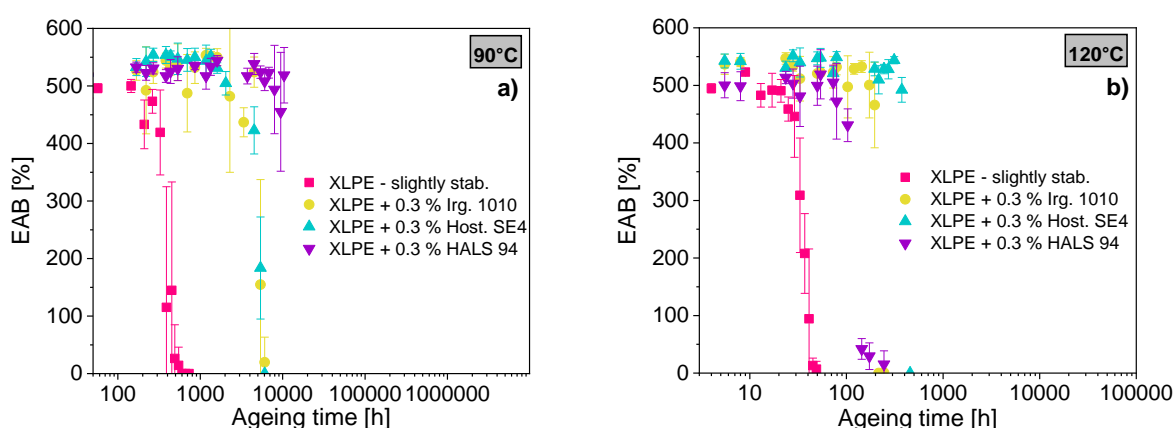 600
500
400
300
200
100
0
EAB [%]
90°C
a)
XLPE - slightly stab.
XLPE + 0.3 % Irg. 1010
XLPE + 0.3 % Host. SE4
XLPE + 0.3 % HALS 94
100 1000 10000 100000
Ageing time [h]
600
500
400
300
200
100
0
EAB [%]
120°C
b)
XLPE - slightly stab.
XLPE + 0.3 % Irg. 1010
XLPE + 0.3 % Host. SE4
XLPE + 0.3 % HALS 94
10 100 1000 10000 100000
Ageing time [h]